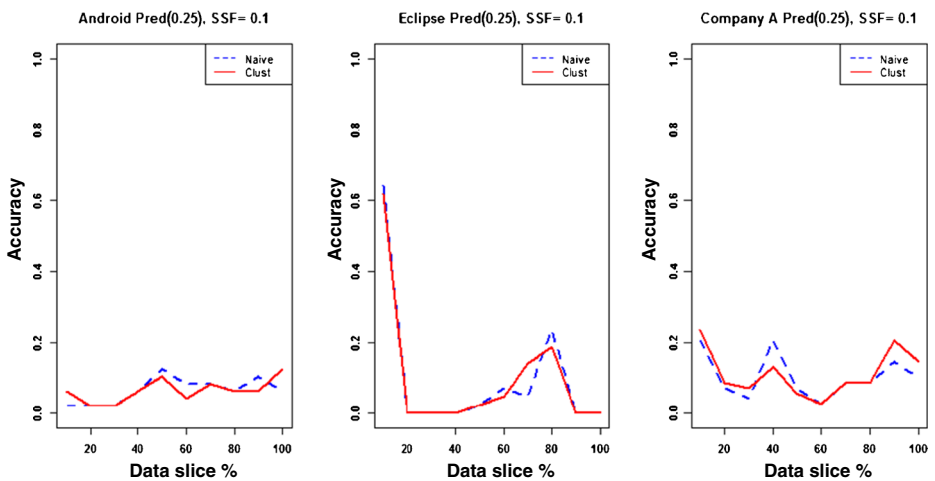 Android Pred(0.25), SSF= 0.1
Naive
Clust
Accuracy
1.0
0.8
0.6
0.4
0.2
0.0
20 40 60 80 100
Data slice %
Eclipse Pred(0.25), SSF= 0.1
Naive
Clust
Accuracy
1.0
0.8
0.6
0.4
0.2
0.0
20 40 60 80 100
Data slice %
Company A Pred(0.25), SSF= 0.1
Naive
Clust
Accuracy
1.0
0.8
0.6
0.4
0.2
0.0
20 40 60 80 100
Data slice %